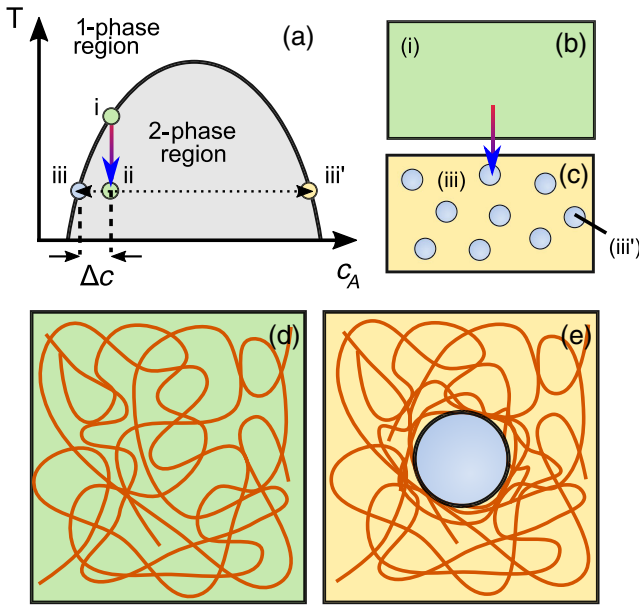 T
1-phase
region
(a)
i
2-phase
region
iii
ii
iii'
Δc
c_A
(i)
(b)
(iii)
(c)
(iii')
(d)
(e)